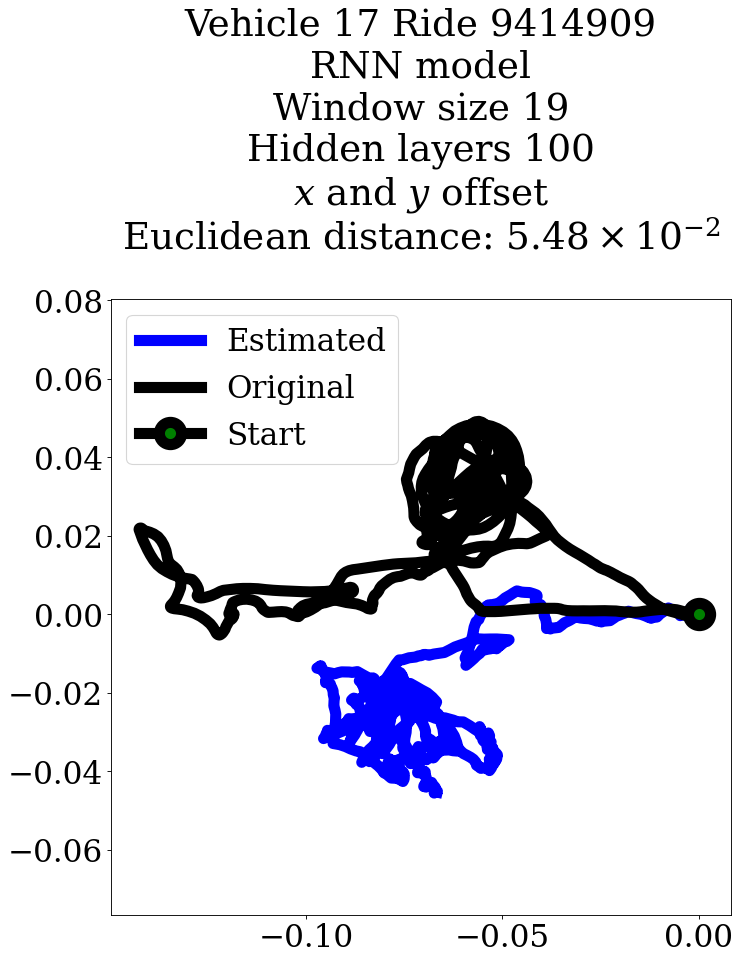 Vehicle 17 Ride 9414909
RNN model
Window size 19
Hidden layers 100
x and y offset
Euclidean distance: 5.48 × 10⁻²
Estimated
Original
Start
0.08
0.06
0.04
0.02
0.00
−0.02
−0.04
−0.06
−0.10
−0.05
0.00